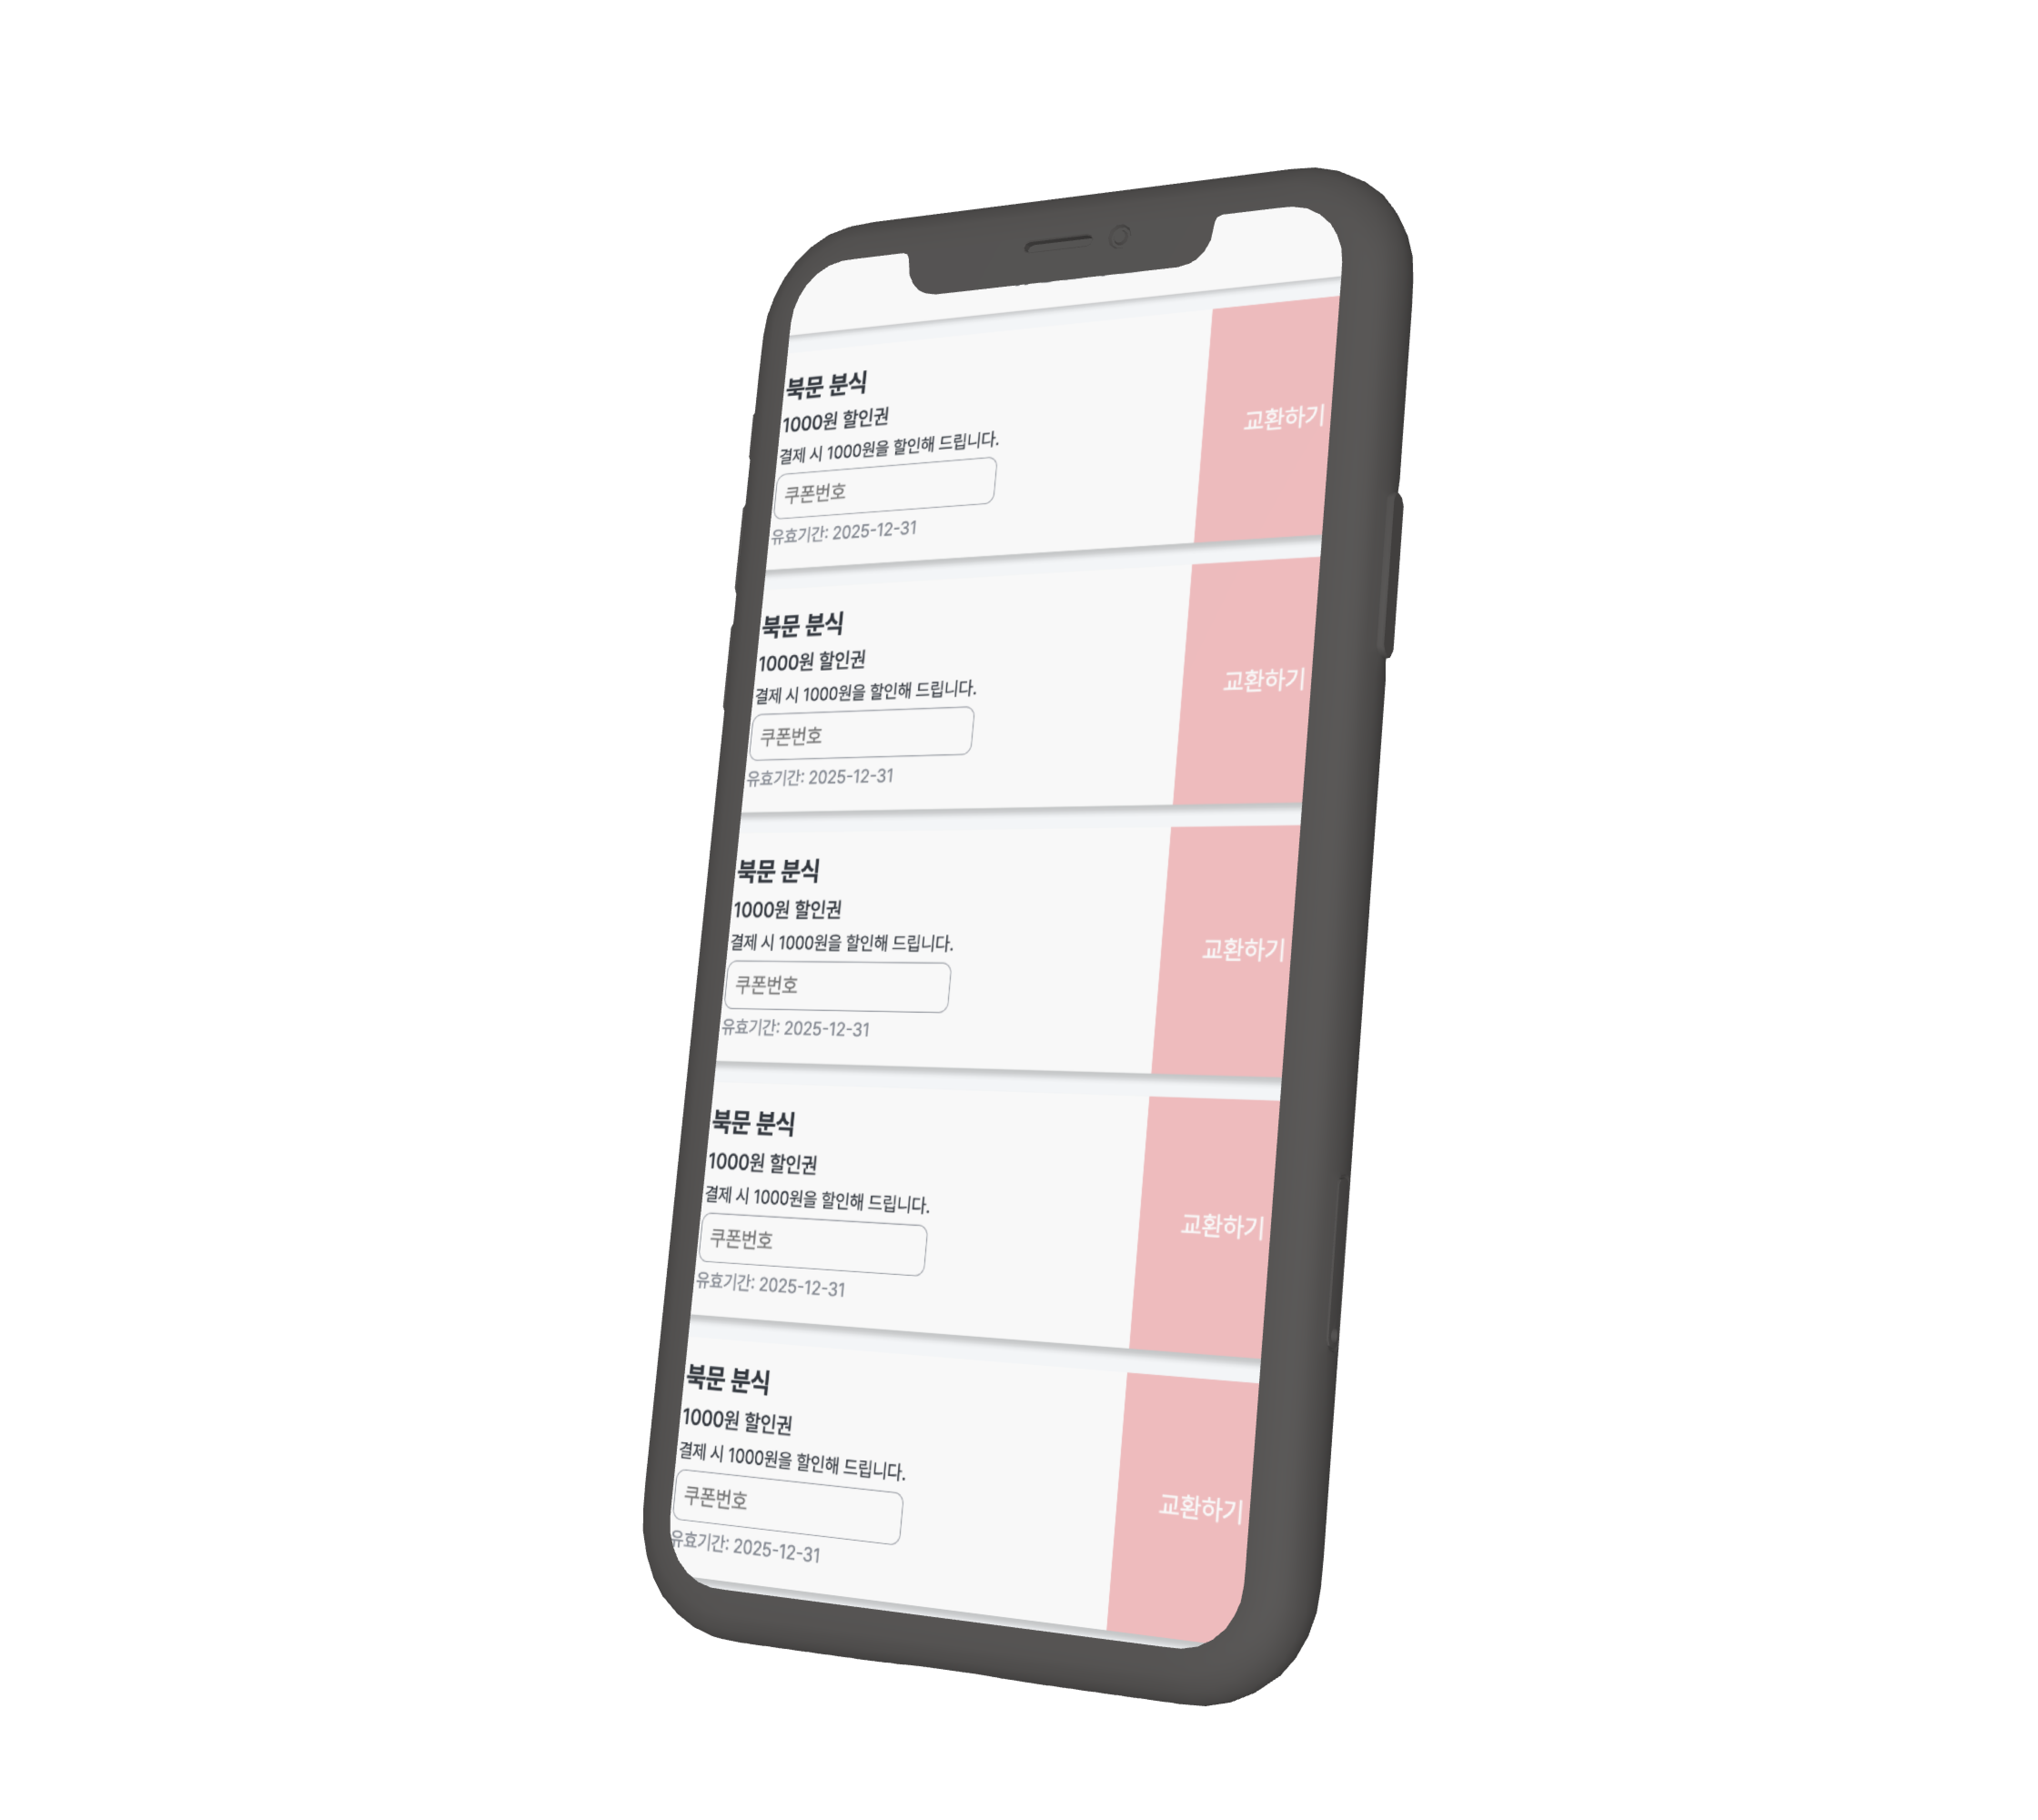 북문 분식
1000원 할인권
결제 시 1000원을 할인해 드립니다.
쿠폰번호
유효기간: 2025-12-31
교환하기
북문 분식
1000원 할인권
결제 시 1000원을 할인해 드립니다.
쿠폰번호
유효기간: 2025-12-31
교환하기
북문 분식
1000원 할인권
결제 시 1000원을 할인해 드립니다.
쿠폰번호
유효기간: 2025-12-31
교환하기
북문 분식
1000원 할인권
결제 시 1000원을 할인해 드립니다.
쿠폰번호
유효기간: 2025-12-31
교환하기
북문 분식
1000원 할인권
결제 시 1000원을 할인해 드립니다.
쿠폰번호
유효기간: 2025-12-31
교환하기